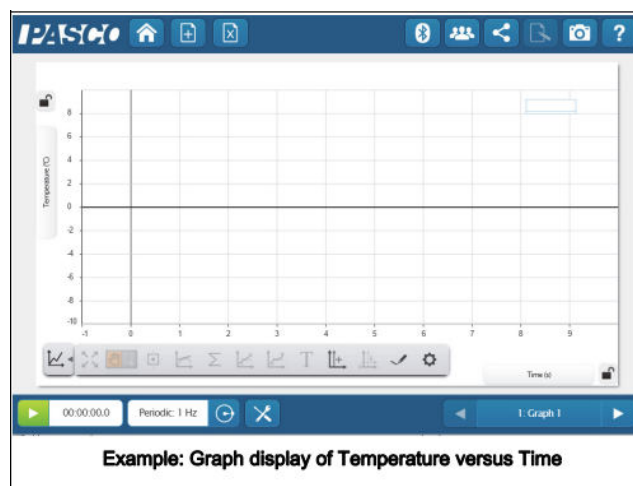 PASCO
?
8
6
4
2
0
-2
-4
-6
-8
-10
Temperature (°C)
-1 0 1 2 3 4 5 6 7 8 9
Σ T
Time (s)
00:00:00.0 Periodic: 1 Hz 1: Graph 1
Example: Graph display of Temperature versus Time